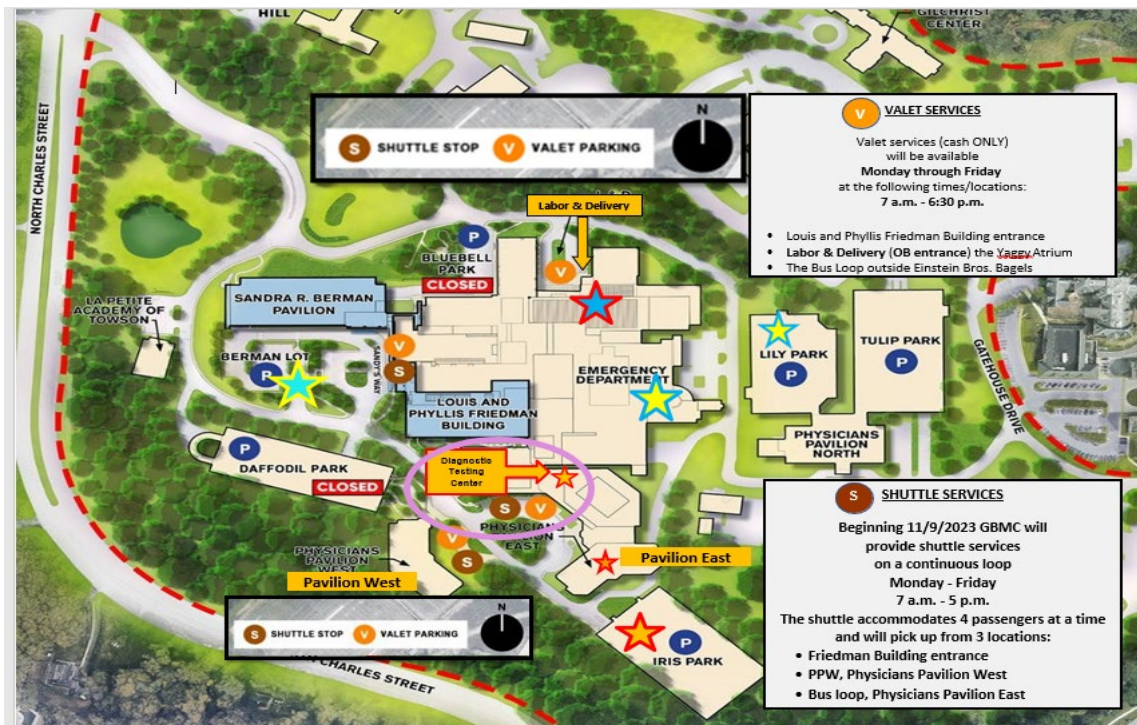 HILL
GILCHRIST
CENTER
NORTH CHARLES STREET
N
S SHUTTLE STOP V VALET PARKING
V VALET SERVICES
Valet services (cash ONLY)
will be available
Monday through Friday
at the following times/locations:
7 a.m. - 6:30 p.m.
• Louis and Phyllis Friedman Building entrance
• Labor & Delivery (OB entrance) the Yaggy Atrium
• The Bus Loop outside Einstein Bros. Bagels
Labor & Delivery
P
BLUEBELL
PARK
CLOSED
V
SANDRA R. BERMAN
PAVILION
LA PETITE
ACADEMY OF
TOWSON
BERMAN LOT
P
SANDY'S WAY
V
S
LOUIS AND
PHYLLIS FRIEDMAN
BUILDING
EMERGENCY
DEPARTMENT
LILY PARK
P
TULIP PARK
P
GATEHOUSE DRIVE
PHYSICIANS
PAVILION
NORTH
P
DAFFODIL PARK
CLOSED
Diagnostic
Testing
Center
S V
PHYSICIANS
EAST
V
S
PHYSICIANS
PAVILION
WEST
Pavilion West
Pavilion East
N
S SHUTTLE STOP V VALET PARKING
P
IRIS PARK
CHARLES STREET
S SHUTTLE SERVICES
Beginning 11/9/2023 GBMC will
provide shuttle services
on a continuous loop
Monday - Friday
7 a.m. - 5 p.m.
The shuttle accommodates 4 passengers at a time
and will pick up from 3 locations:
• Friedman Building entrance
• PPW, Physicians Pavilion West
• Bus loop, Physicians Pavilion East